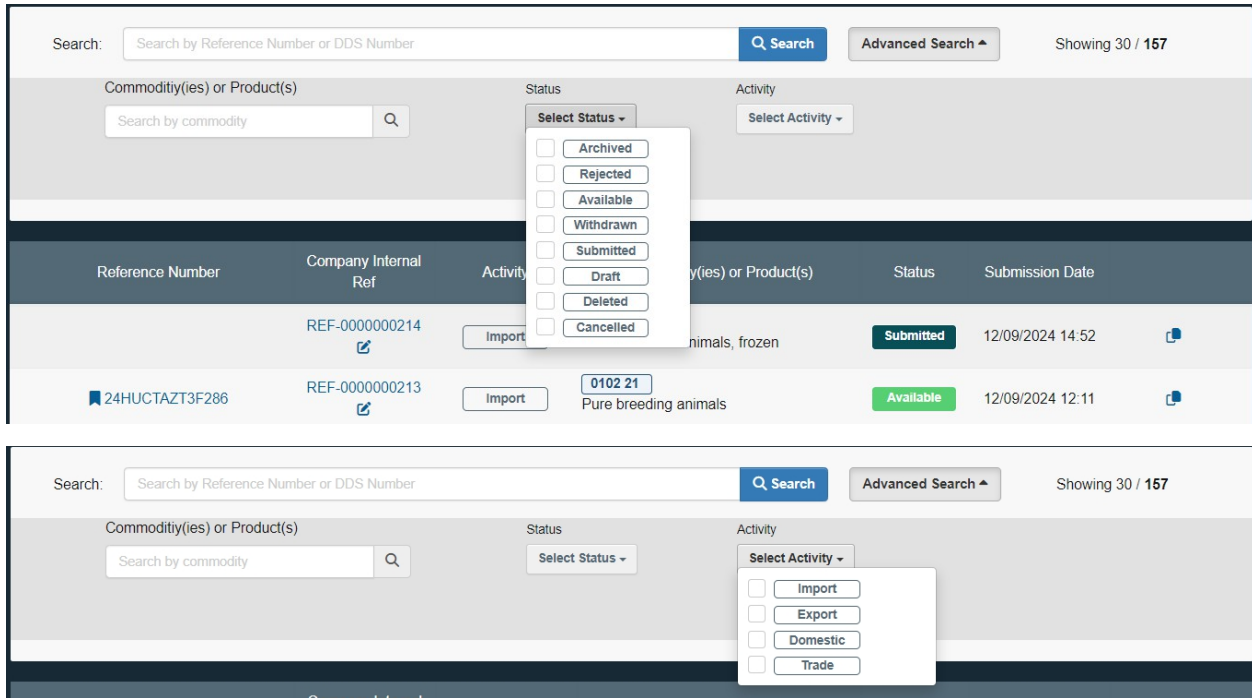 Search: Search by Reference Number or DDS Number Search Advanced Search Showing 30 / 157
Commoditiy(ies) or Product(s) Status Activity
Search by commodity Select Status Select Activity
Archived
Rejected
Available
Withdrawn
Submitted
Draft
Deleted
Cancelled
Reference Number Company Internal Ref Activity y(ies) or Product(s) Status Submission Date
REF-0000000214 Import nimals, frozen Submitted 12/09/2024 14:52
24HUCTAZT3F286 REF-0000000213 Import 0102 21 Available 12/09/2024 12:11
Pure breeding animals
Search: Search by Reference Number or DDS Number Search Advanced Search Showing 30 / 157
Commoditiy(ies) or Product(s) Status Activity
Search by commodity Select Status Select Activity
Import
Export
Domestic
Trade